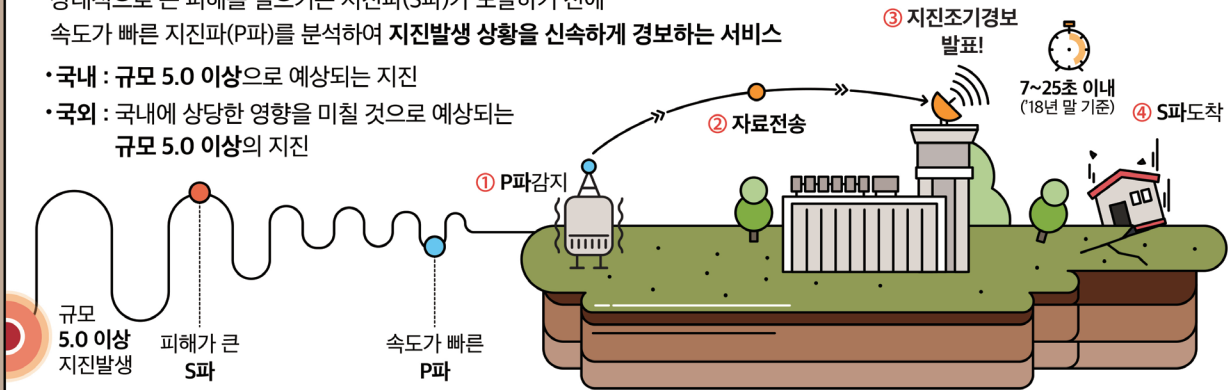 속도가 빠른 지진파(P파)를 분석하여 지진발생 상황을 신속하게 경보하는 서비스
• 국내 : 규모 5.0 이상으로 예상되는 지진
• 국외 : 국내에 상당한 영향을 미칠 것으로 예상되는
규모 5.0 이상의 지진
③ 지진조기경보
발표!
7~25초 이내
('18년 말 기준)
④ S파도착
② 자료전송
① P파감지
규모
5.0 이상
지진발생
피해가 큰
S파
속도가 빠른
P파